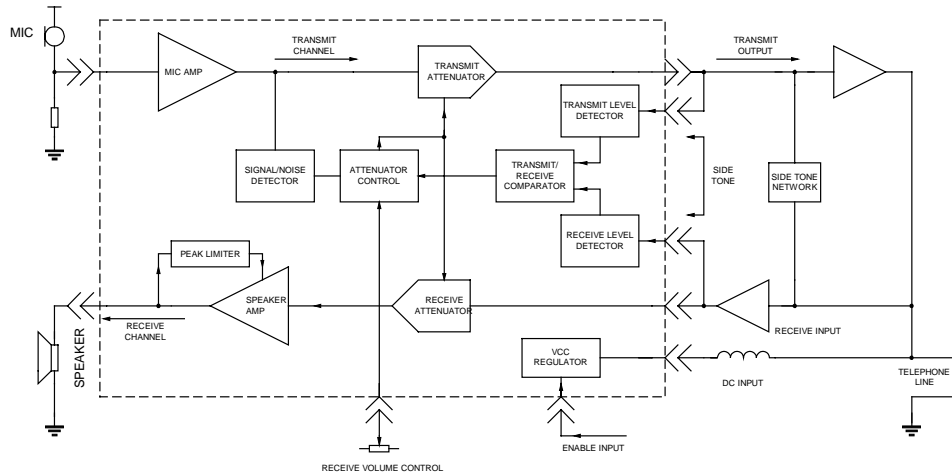 MIC
MIC AMP
TRANSMIT
CHANNEL
TRANSMIT
ATTENUATOR
TRANSMIT
OUTPUT
TRANSMIT LEVEL
DETECTOR
SIGNAL/NOISE
DETECTOR
ATTENUATOR
CONTROL
TRANSMIT/
RECEIVE
COMPARATOR
SIDE
TONE
SIDE TONE
NETWORK
RECEIVE LEVEL
DETECTOR
PEAK LIMITER
SPEAKER
AMP
RECEIVE
ATTENUATOR
RECEIVE INPUT
RECEIVE
CHANNEL
SPEAKER
VCC
REGULATOR
DC INPUT
TELEPHONE
LINE
ENABLE INPUT
RECEIVE VOLUME CONTROL